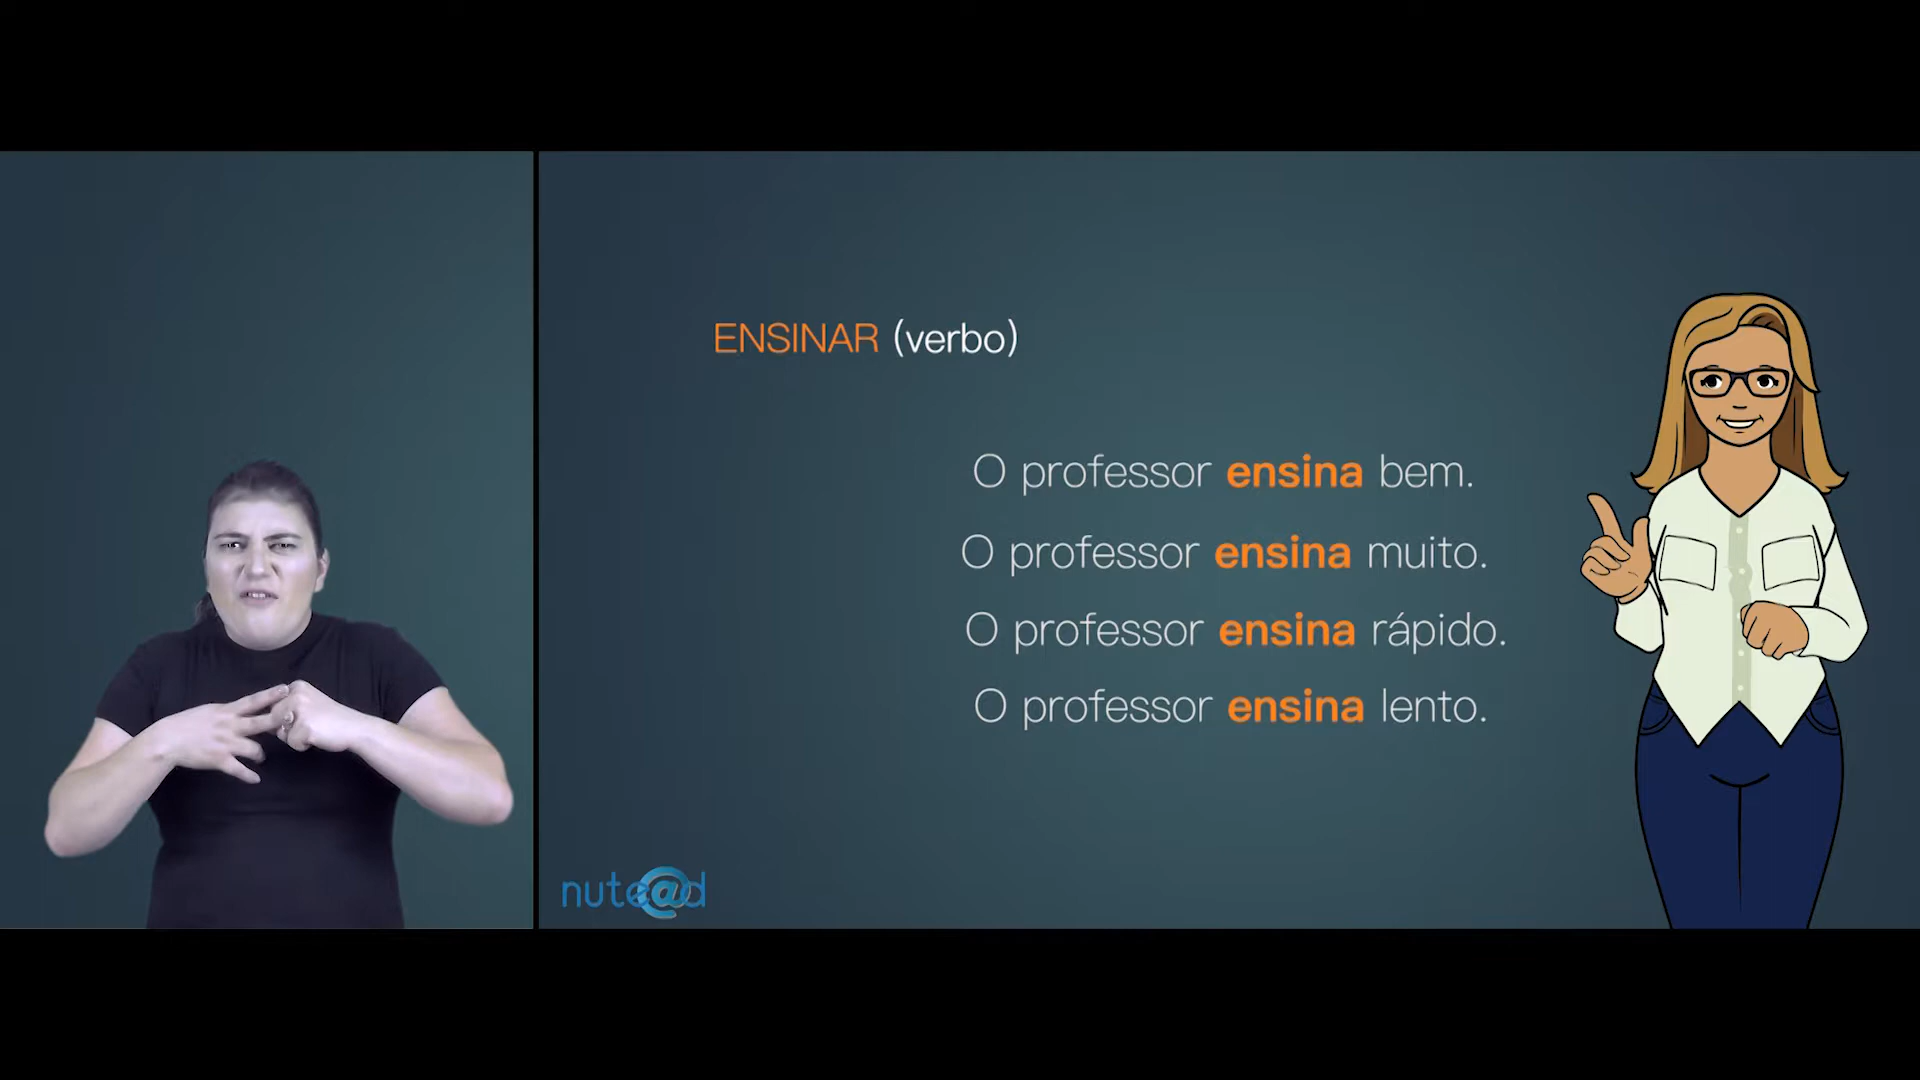 ENSINAR (verbo)
O professor ensina bem.
O professor ensina muito.
O professor ensina rápido.
O professor ensina lento.
nute@d